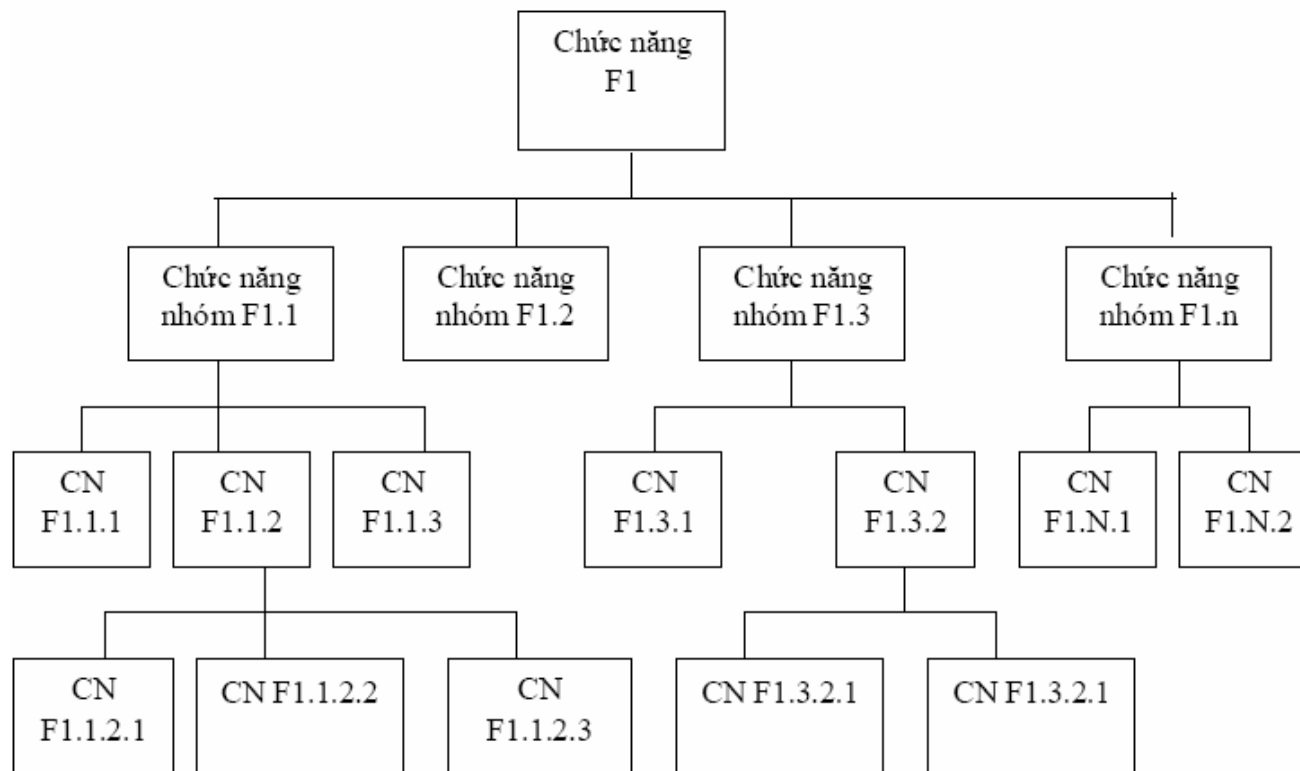 Chức năng
F1
Chức năng
nhóm F1.1
Chức năng
nhóm F1.2
Chức năng
nhóm F1.3
Chức năng
nhóm F1.n
CN
F1.1.1
CN
F1.1.2
CN
F1.1.3
CN
F1.3.1
CN
F1.3.2
CN
F1.N.1
CN
F1.N.2
CN
F1.1.2.1
CN F1.1.2.2
CN
F1.1.2.3
CN F1.3.2.1
CN F1.3.2.1